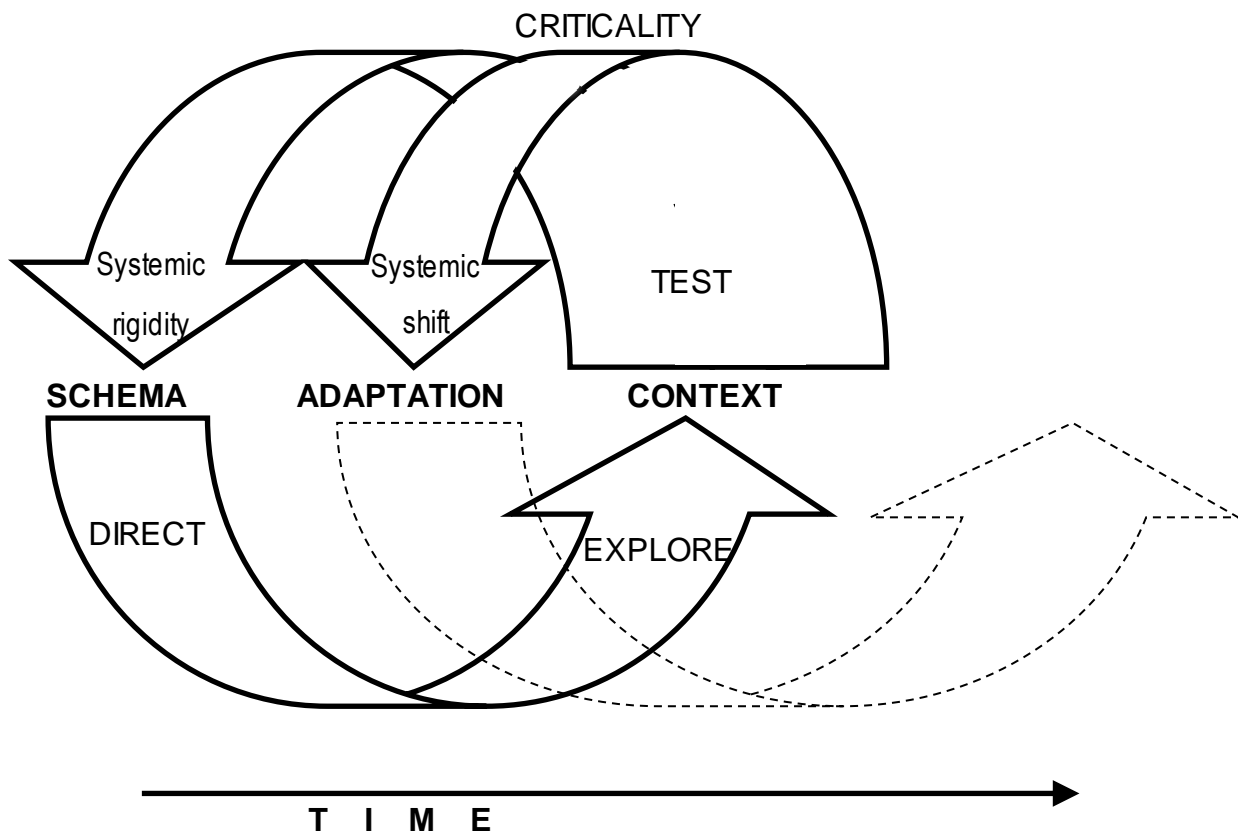 CRITICALITY
Systemic
rigidity
Systemic
shift
TEST
SCHEMA
ADAPTATION
CONTEXT
DIRECT
EXPLORE
T I M E